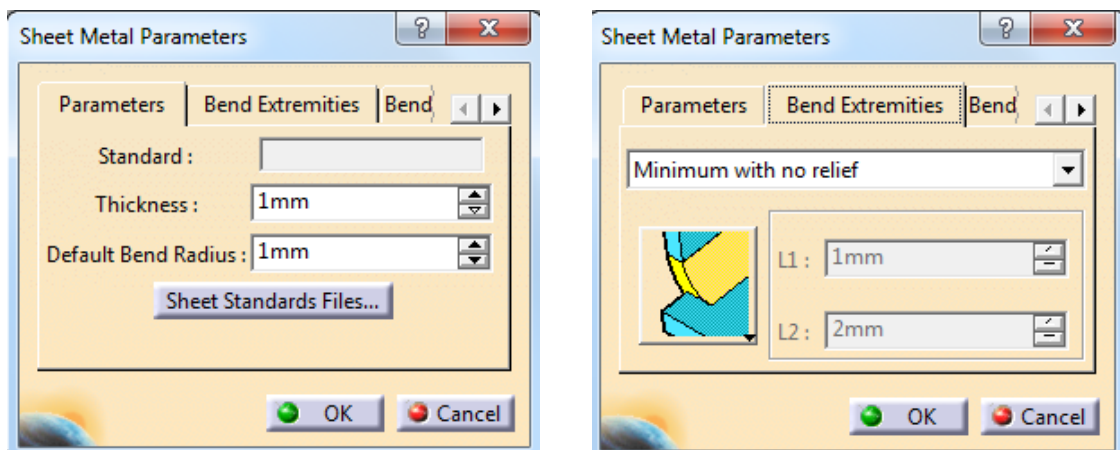 Sheet Metal Parameters
Parameters Bend Extremities Bend
Standard :
Thickness : 1mm
Default Bend Radius : 1mm
Sheet Standards Files...
OK Cancel
Sheet Metal Parameters
Parameters Bend Extremities Bend
Minimum with no relief
L1 : 1mm
L2 : 2mm
OK Cancel